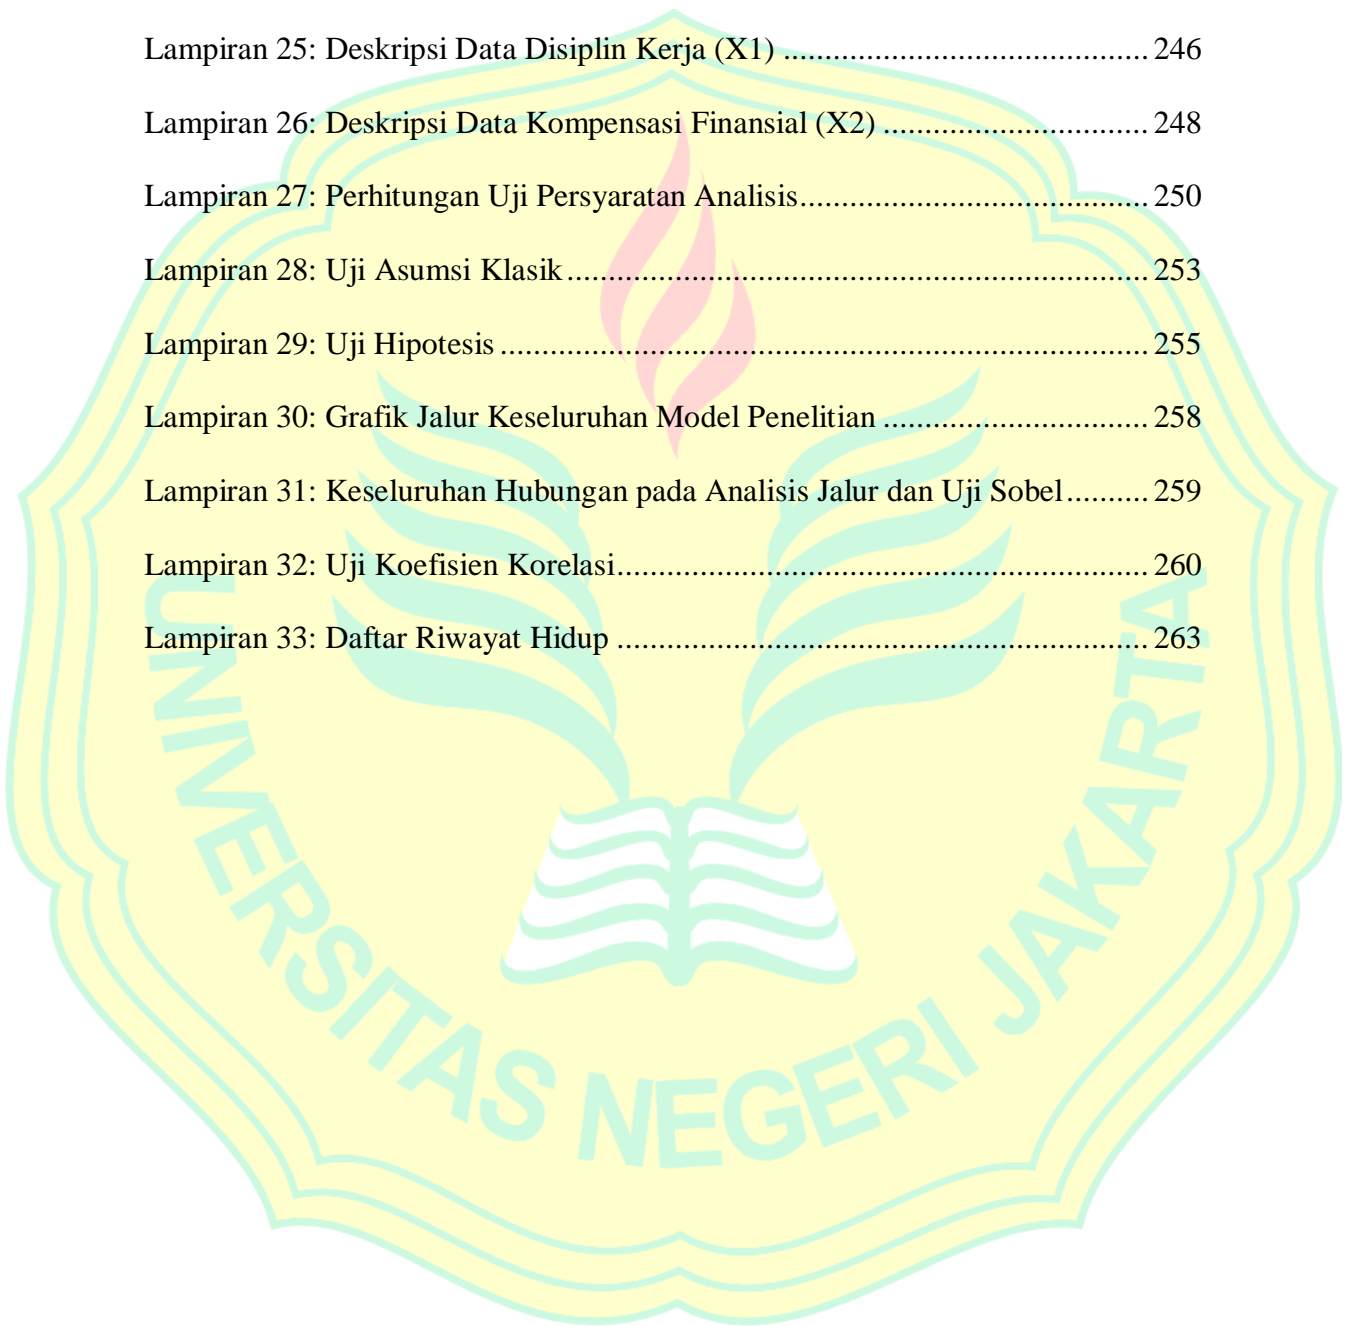 Lampiran 25: Deskripsi Data Disiplin Kerja (X1) ............................................ 246
Lampiran 26: Deskripsi Data Kompensasi Finansial (X2) ................................ 248
Lampiran 27: Perhitungan Uji Persyaratan Analisis.......................................... 250
Lampiran 28: Uji Asumsi Klasik...................................................................... 253
Lampiran 29: Uji Hipotesis .............................................................................. 255
Lampiran 30: Grafik Jalur Keseluruhan Model Penelitian ................................ 258
Lampiran 31: Keseluruhan Hubungan pada Analisis Jalur dan Uji Sobel.......... 259
Lampiran 32: Uji Koefisien Korelasi................................................................ 260
Lampiran 33: Daftar Riwayat Hidup ................................................................ 263
UNIVERSITAS NEGERI JAKARTA